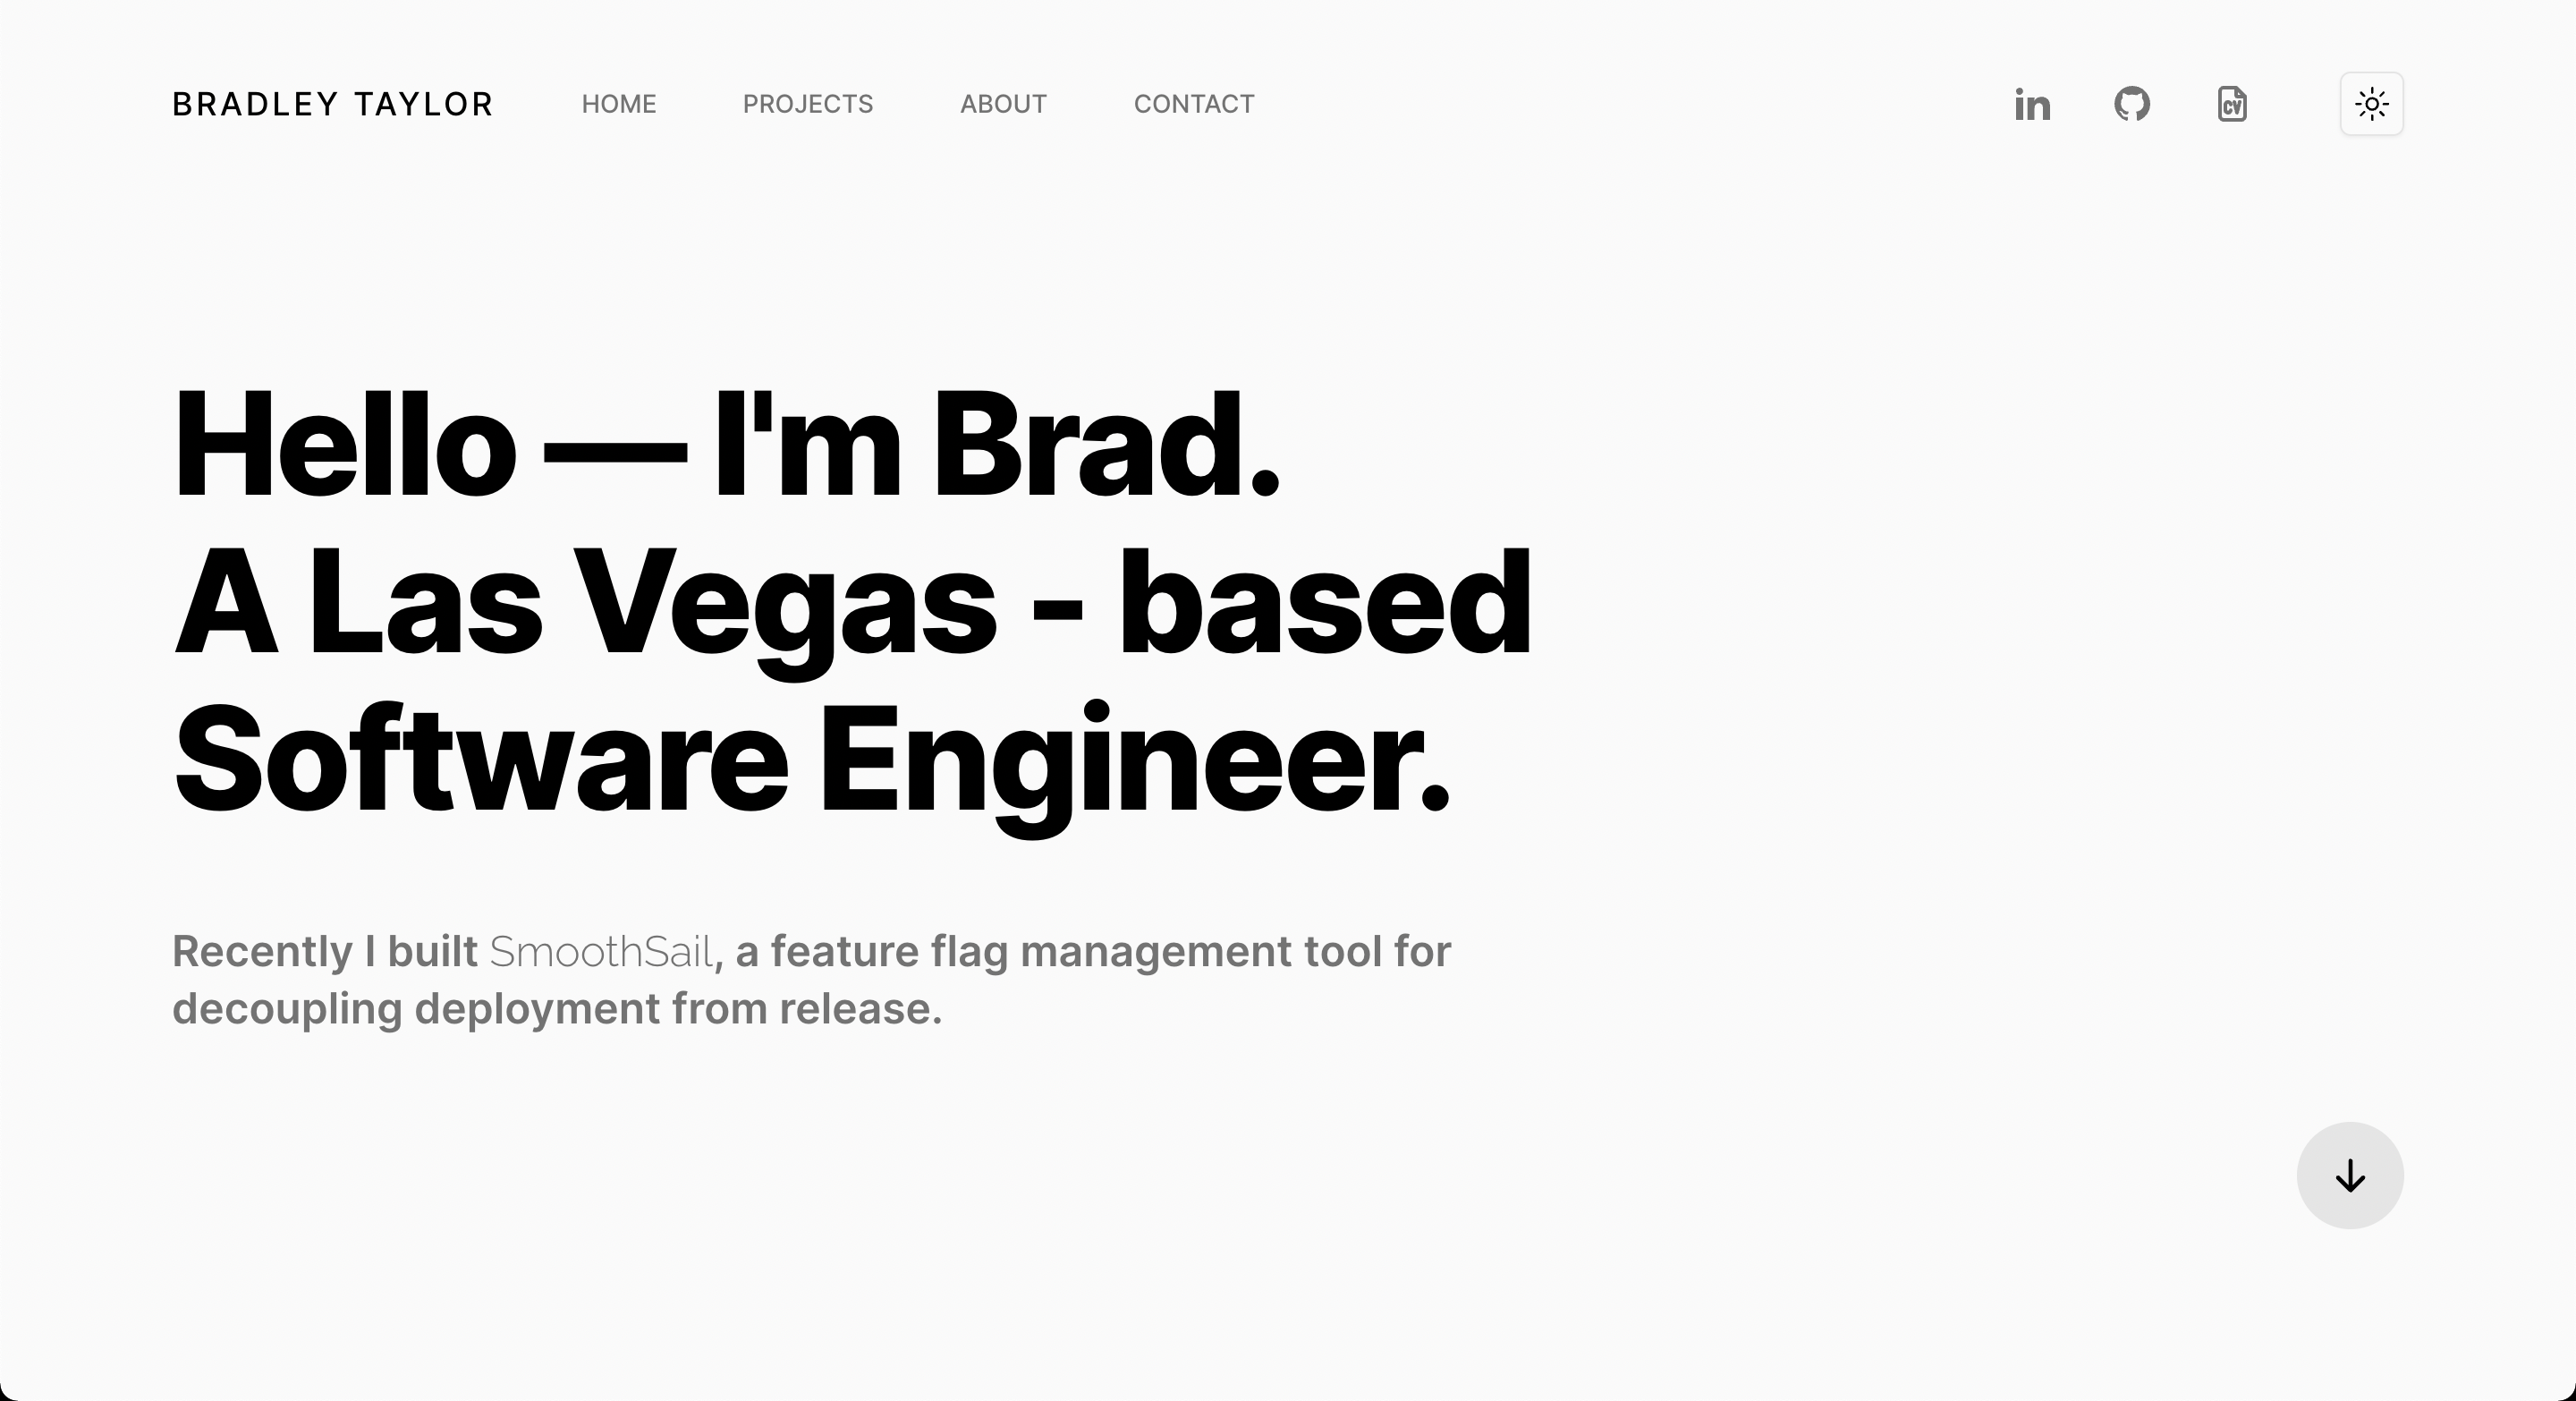 BRADLEY TAYLOR HOME PROJECTS ABOUT CONTACT in CV
Hello — I'm Brad.
A Las Vegas - based
Software Engineer.
Recently I built SmoothSail, a feature flag management tool for
decoupling deployment from release.